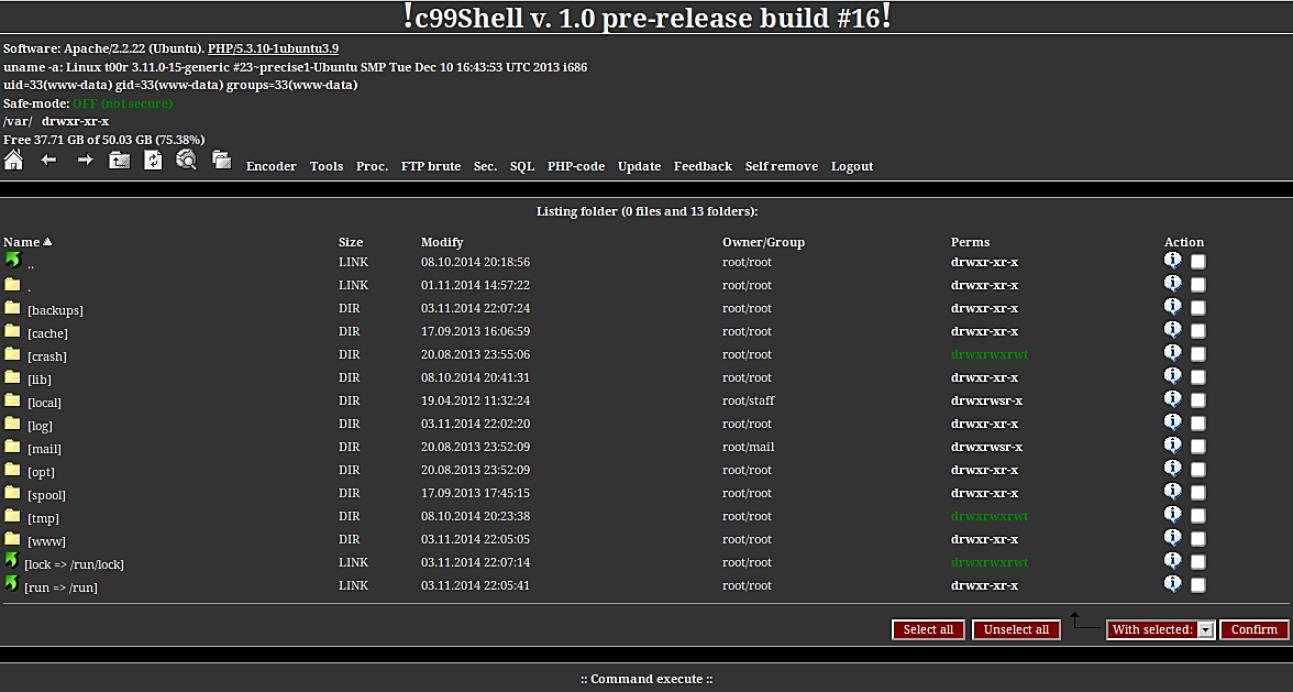 !c99Shell v. 1.0 pre-release build #16!
Software: Apache/2.2.22 (Ubuntu). PHP/5.3.10-1ubuntu3.9
uname -a: Linux t00r 3.11.0-15-generic #23~precise1-Ubuntu SMP Tue Dec 10 16:43:53 UTC 2013 i686
uid=33(www-data) gid=33(www-data) groups=33(www-data)
Safe-mode: OFF (not secure)
/var/ drwxr-xr-x
Free 37.71 GB of 50.03 GB (75.38%)
Encoder Tools Proc. FTP brute Sec. SQL PHP-code Update Feedback Self remove Logout
Listing folder (0 files and 13 folders):
Name Size Modify Owner/Group Perms Action
.. LINK 08.10.2014 20:18:56 root/root drwxr-xr-x
. LINK 01.11.2014 14:57:22 root/root drwxr-xr-x
[backups] DIR 03.11.2014 22:07:24 root/root drwxr-xr-x
[cache] DIR 17.09.2013 16:06:59 root/root drwxr-xr-x
[crash] DIR 20.08.2013 23:55:06 root/root drwxrwxrwt
[lib] DIR 08.10.2014 20:41:31 root/root drwxr-xr-x
[local] DIR 19.04.2012 11:32:24 root/staff drwxrwsr-x
[log] DIR 03.11.2014 22:02:20 root/root drwxr-xr-x
[mail] DIR 20.08.2013 23:52:09 root/mail drwxrwsr-x
[opt] DIR 20.08.2013 23:52:09 root/root drwxr-xr-x
[spool] DIR 17.09.2013 17:45:15 root/root drwxr-xr-x
[tmp] DIR 08.10.2014 20:23:38 root/root drwxrwxrwt
[www] DIR 03.11.2014 22:05:05 root/root drwxr-xr-x
[lock => /run/lock] LINK 03.11.2014 22:07:14 root/root drwxrwxrwt
[run => /run] LINK 03.11.2014 22:05:41 root/root drwxr-xr-x
Select all Unselect all With selected: Confirm
:: Command execute ::